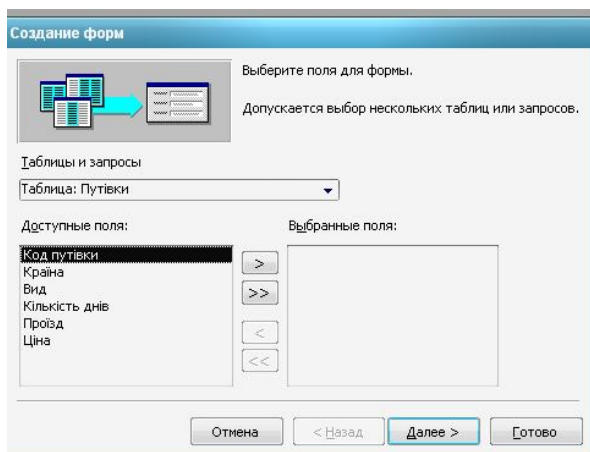 Создание форм
Выберите поля для формы.
Допускается выбор нескольких таблиц или запросов.
Таблицы и запросы
Таблица: Путівки
Доступные поля:
Выбранные поля:
Код путівки
Країна
Вид
Кількість днів
Проїзд
Ціна
>
>>
<
<<
Отмена
< Назад
Далее >
Готово